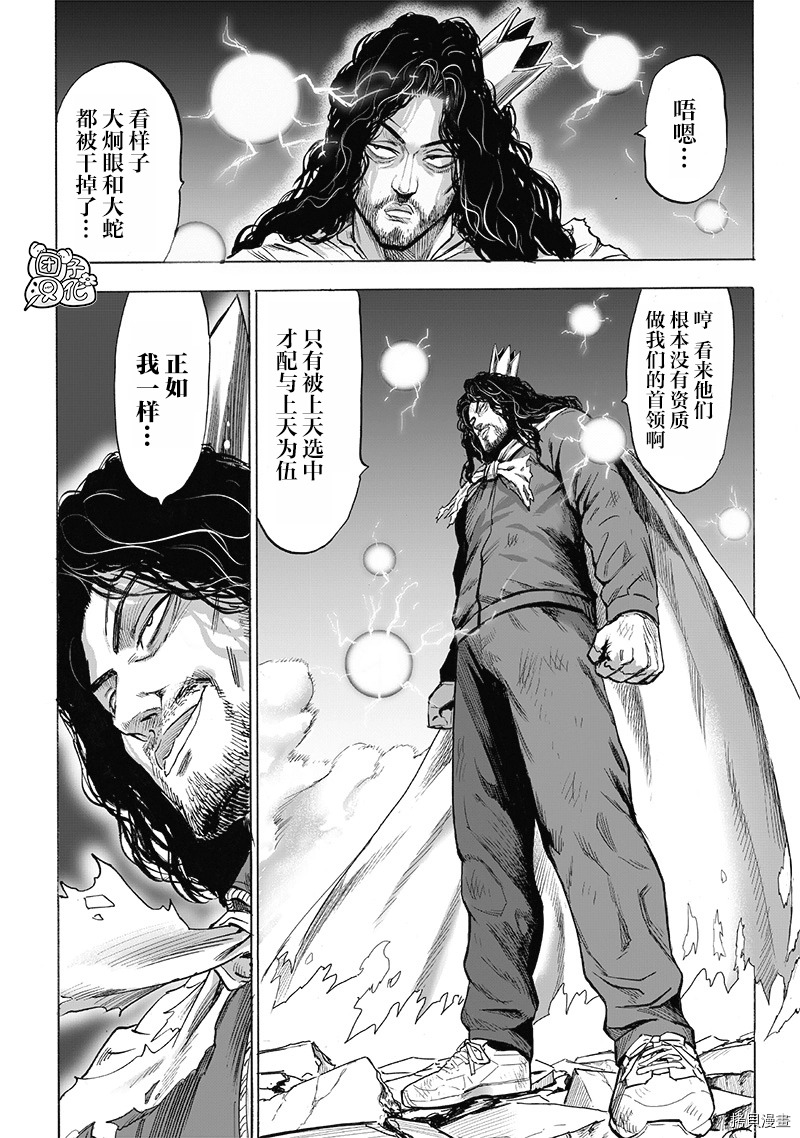 唔嗯…
看样子
大炯眼和大蛇
都被干掉了…
哼 看来他们
根本没有资质
做我们的首领啊
只有被上天选中
才配与上天为伍
正如
我一样…
团子
汉化
拷貝漫畫